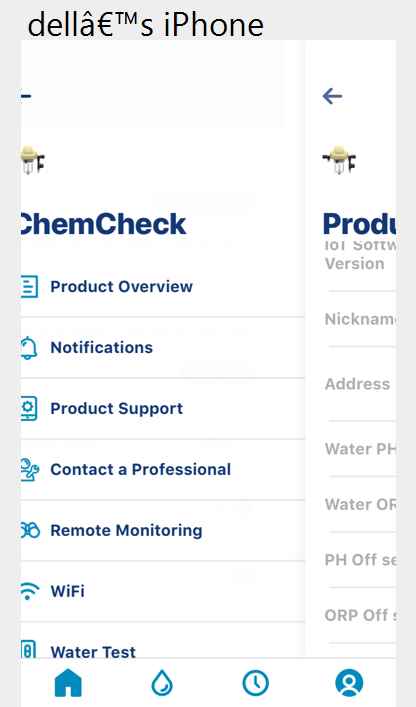 dellâ€™s iPhone
ChemCheck
Product Overview
Notifications
Product Support
Contact a Professional
Remote Monitoring
WiFi
Water Test
Produ
IoT Softw
Version
Nicknam
Address
Water PH
Water OR
PH Off se
ORP Off s